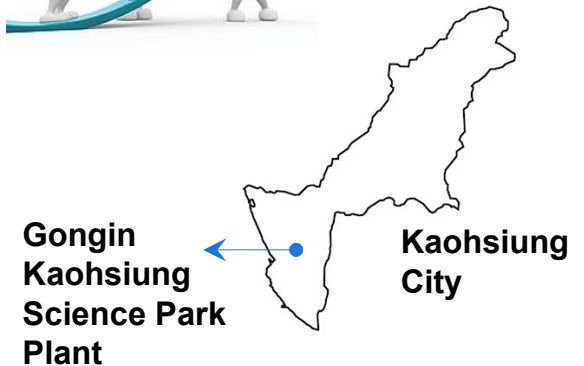 Gongin
Kaohsiung
Science Park
Plant
Kaohsiung
City